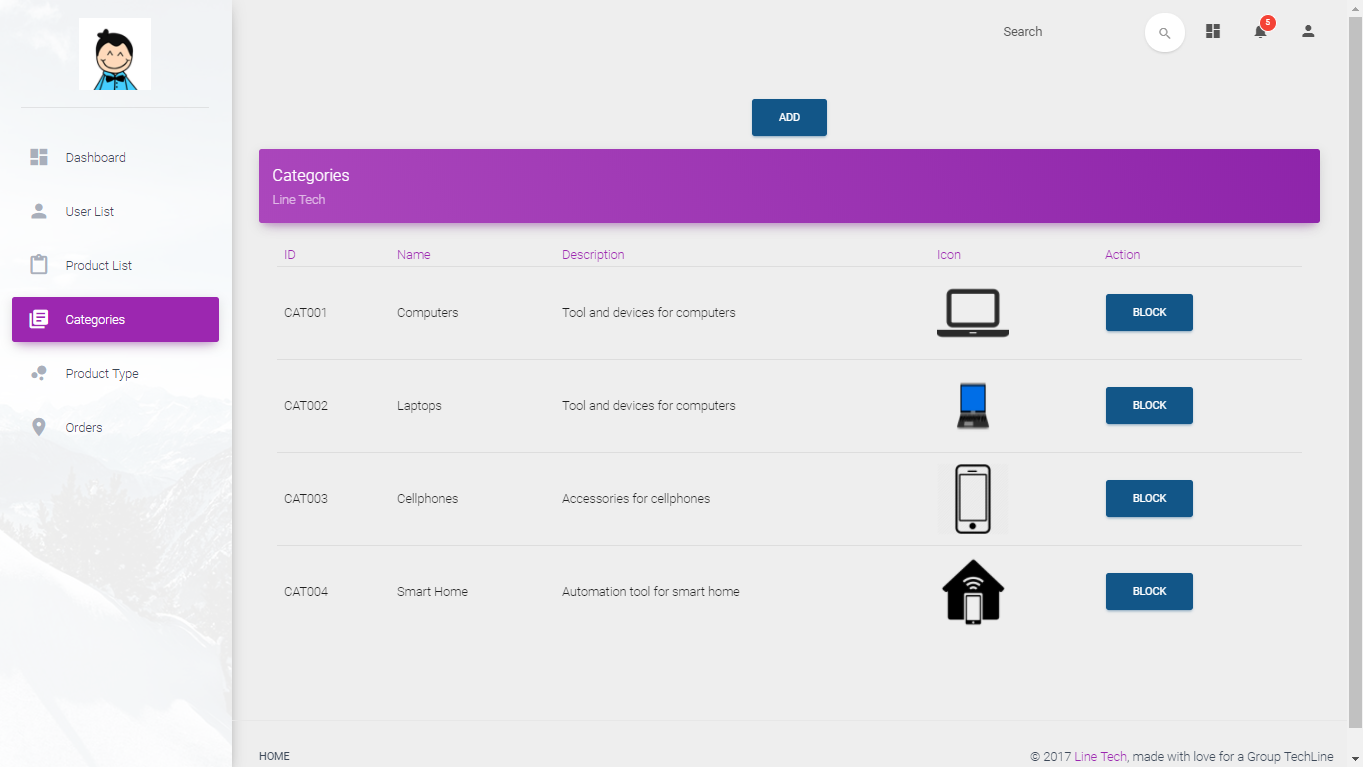 Search
5
ADD
Dashboard
User List
Product List
Categories
Product Type
Orders
Categories
Line Tech
ID Name Description Icon Action
CAT001 Computers Tool and devices for computers BLOCK
CAT002 Laptops Tool and devices for computers BLOCK
CAT003 Cellphones Accessories for cellphones BLOCK
CAT004 Smart Home Automation tool for smart home BLOCK
HOME
© 2017 Line Tech, made with love for a Group TechLine